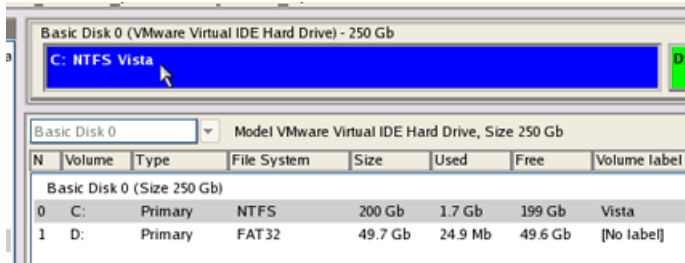 Basic Disk 0 (VMware Virtual IDE Hard Drive) - 250 Gb
C: NTFS Vista
D
Basic Disk 0 Model VMware Virtual IDE Hard Drive, Size 250 Gb
N Volume Type File System Size Used Free Volume label
Basic Disk 0 (Size 250 Gb)
0 C: Primary NTFS 200 Gb 1.7 Gb 199 Gb Vista
1 D: Primary FAT32 49.7 Gb 24.9 Mb 49.6 Gb [No label]